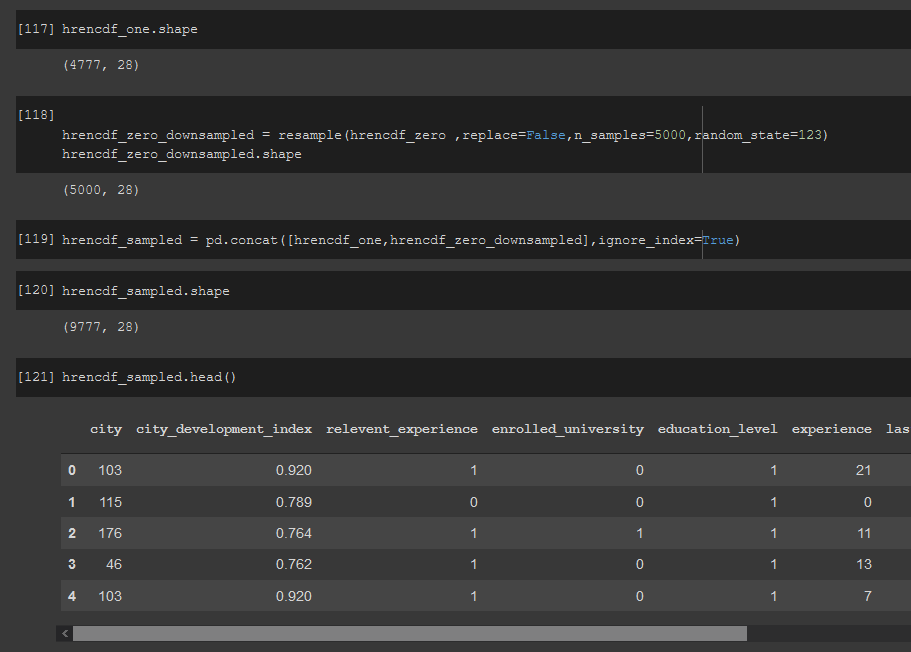 [117] hrencdf_one.shape
(4777, 28)
[118]
hrencdf_zero_downsampled = resample(hrencdf_zero ,replace=False,n_samples=5000,random_state=123)
hrencdf_zero_downsampled.shape
(5000, 28)
[119] hrencdf_sampled = pd.concat([hrencdf_one,hrencdf_zero_downsampled],ignore_index=True)
[120] hrencdf_sampled.shape
(9777, 28)
[121] hrencdf_sampled.head()
city city_development_index relevent_experience enrolled_university education_level experience las
0 103 0.920 1 0 1 21
1 115 0.789 0 0 1 0
2 176 0.764 1 1 1 11
3 46 0.762 1 0 1 13
4 103 0.920 1 0 1 7